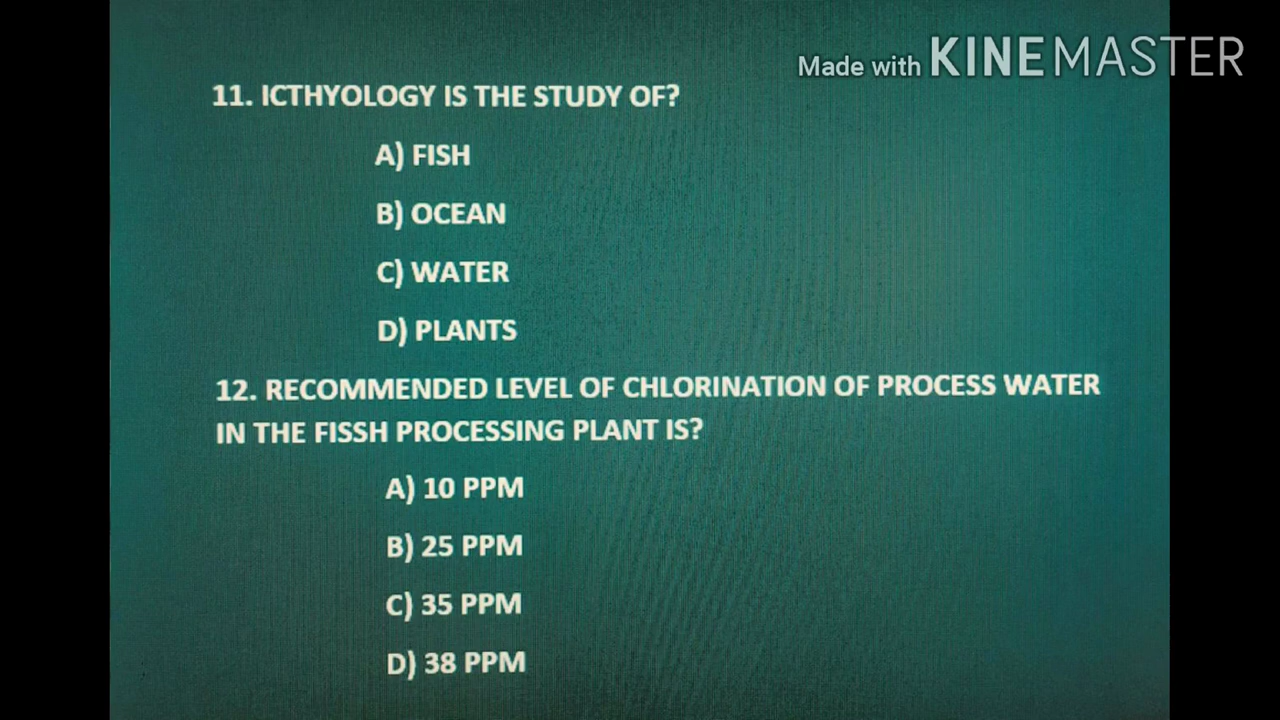 Made with KINEMASTER
11. ICTHYOLOGY IS THE STUDY OF?
A) FISH
B) OCEAN
C) WATER
D) PLANTS
12. RECOMMENDED LEVEL OF CHLORINATION OF PROCESS WATER
IN THE FISSH PROCESSING PLANT IS?
A) 10 PPM
B) 25 PPM
C) 35 PPM
D) 38 PPM